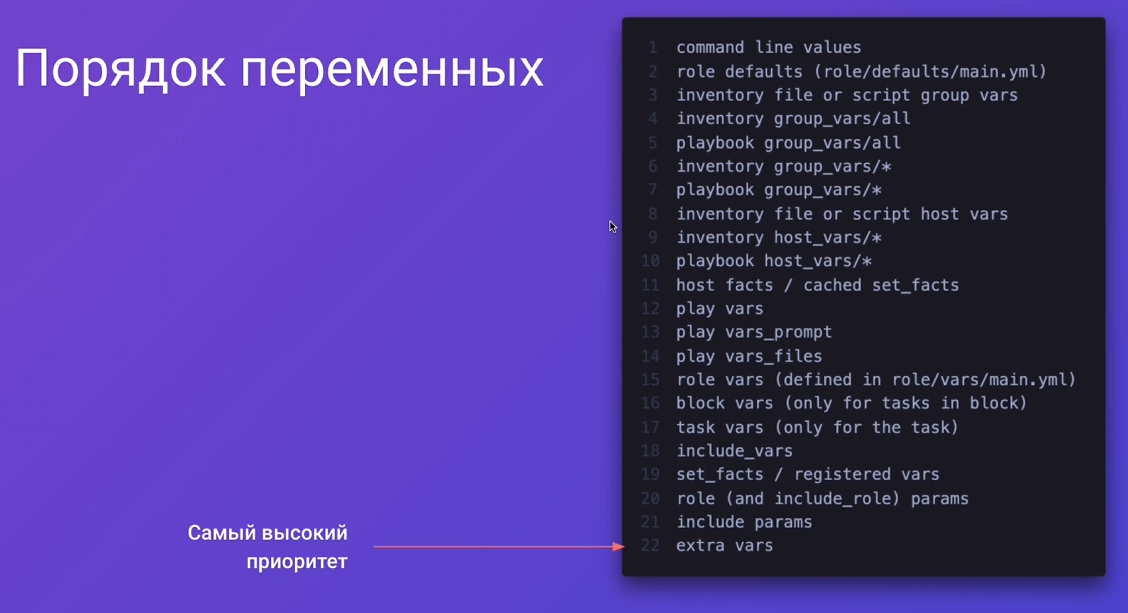 Порядок переменных
1 command line values
2 role defaults (role/defaults/main.yml)
3 inventory file or script group vars
4 inventory group_vars/all
5 playbook group_vars/all
6 inventory group_vars/*
7 playbook group_vars/*
8 inventory file or script host vars
9 inventory host_vars/*
10 playbook host_vars/*
11 host facts / cached set_facts
12 play vars
13 play vars_prompt
14 play vars_files
15 role vars (defined in role/vars/main.yml)
16 block vars (only for tasks in block)
17 task vars (only for the task)
18 include_vars
19 set_facts / registered vars
20 role (and include_role) params
21 include params
22 extra vars
Самый высокий
приоритет